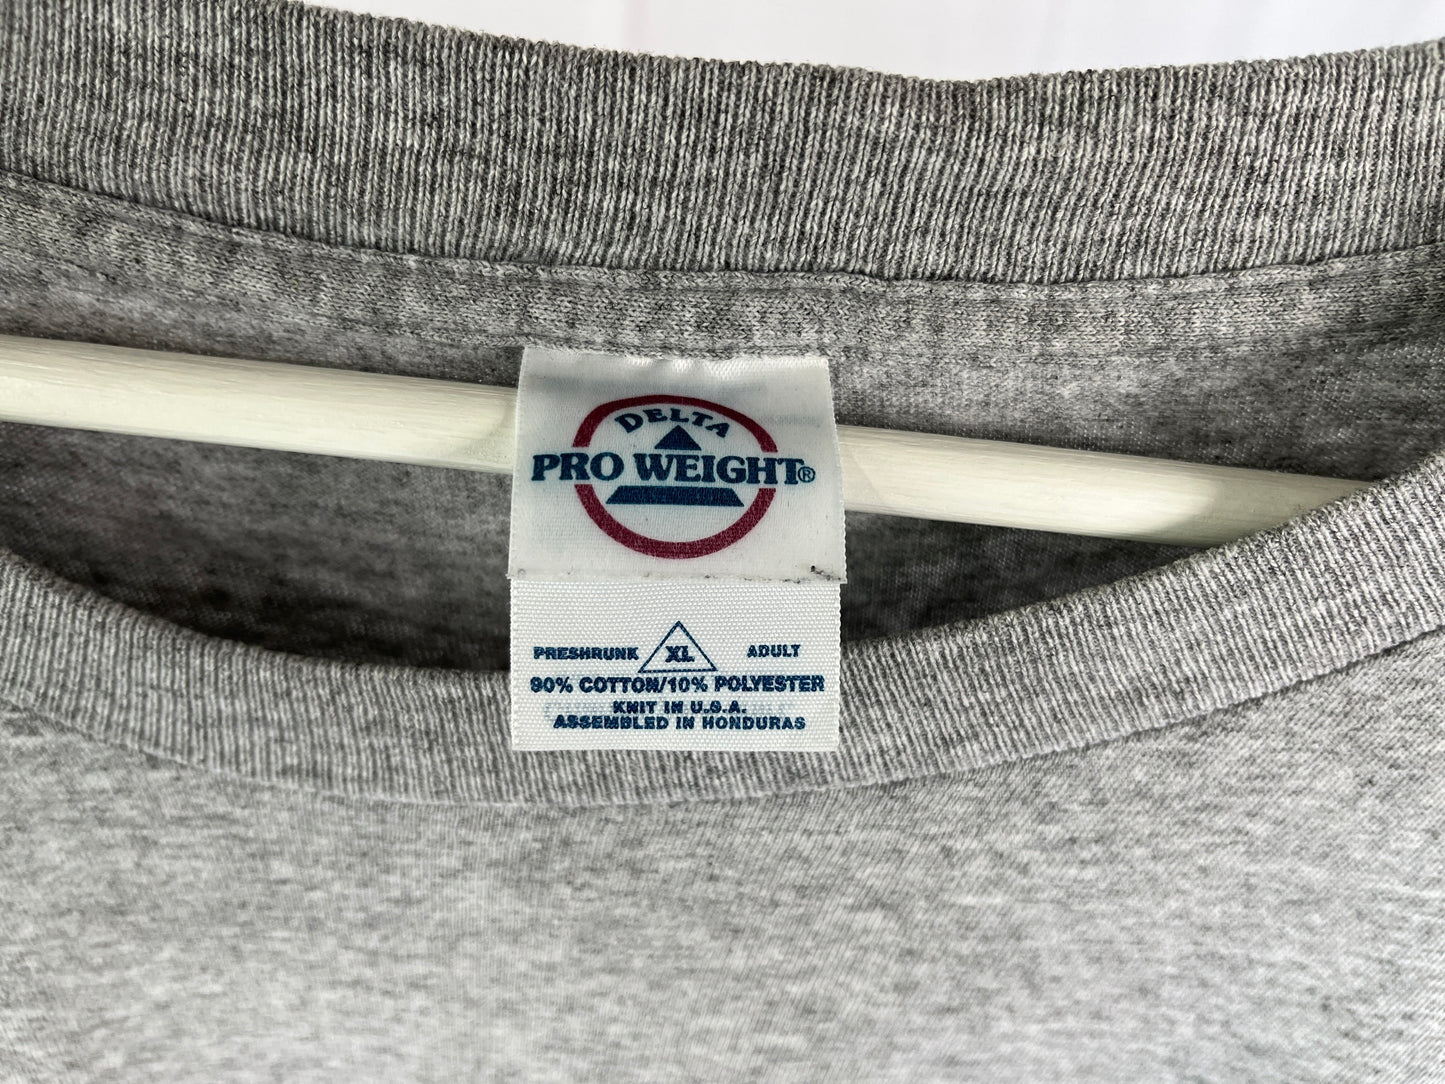 DELTA
PRO WEIGHT®
PRESHRUNK XL ADULT
90% COTTON/10% POLYESTER
KNIT IN U.S.A.
ASSEMBLED IN HONDURAS